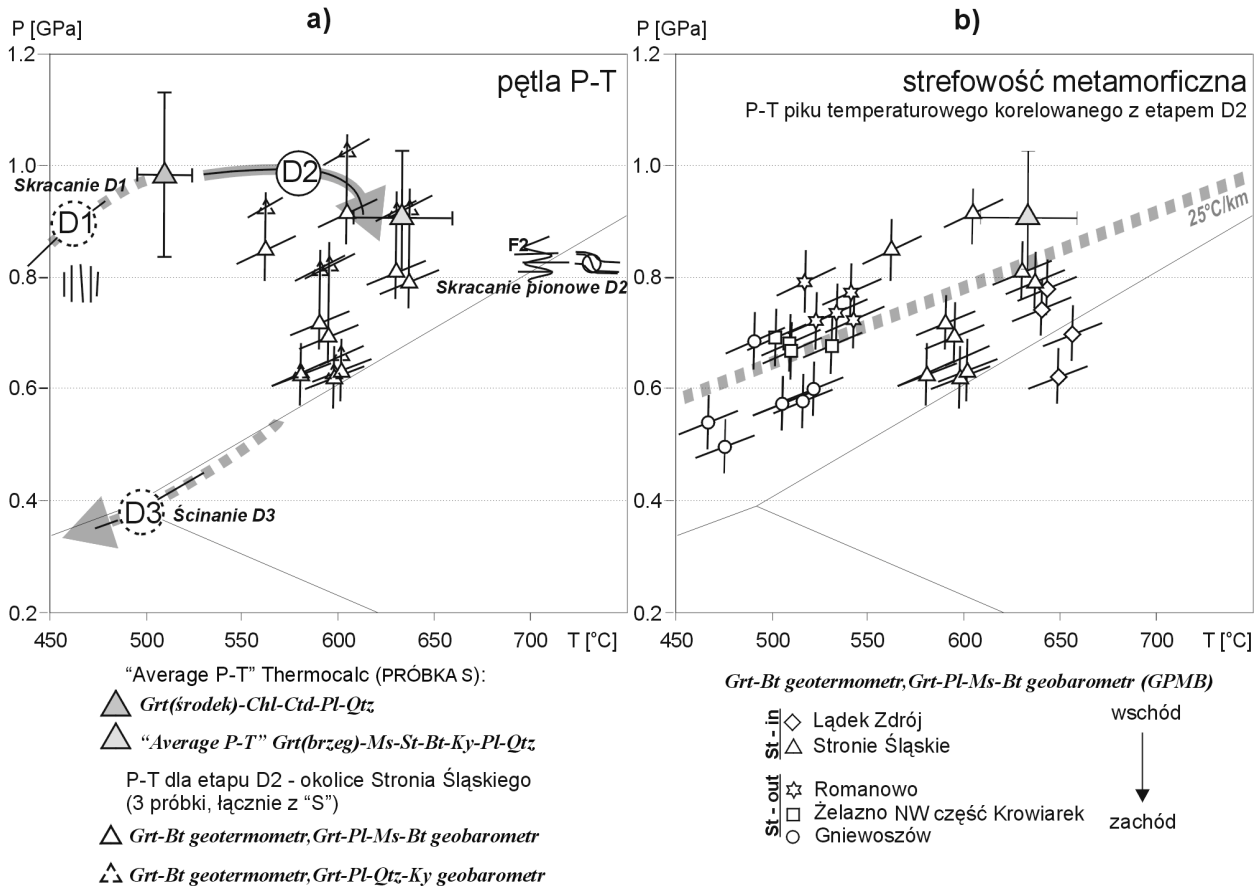 a)
P [GPa]
1.2
1.0
0.8
0.6
0.4
0.2
450
500
550
600
650
700
T [°C]
pętla P-T
Skracanie D1
D1
D2
F2
Skracanie pionowe D2
D3
Ścinanie D3
“Average P-T” Thermocalc (PRÓBKA S):
Grt(środek)-Chl-Ctd-Pl-Qtz
“Average P-T” Grt(brzeg)-Ms-St-Bt-Ky-Pl-Qtz
P-T dla etapu D2 - okolice Stronia Śląskiego
(3 próbki, łącznie z “S”)
Grt-Bt geotermometr,Grt-Pl-Ms-Bt geobarometr
Grt-Bt geotermometr,Grt-Pl-Qtz-Ky geobarometr
b)
P [GPa]
1.2
1.0
0.8
0.6
0.4
0.2
450
500
550
600
650
700
T [°C]
strefowość metamorficzna
P-T piku temperaturowego korelowanego z etapem D2
25°C/km
Grt-Bt geotermometr,Grt-Pl-Ms-Bt geobarometr (GPMB)
St - in
Lądek Zdrój
Stronie Śląskie
St - out
Romanowo
Żelazno NW część Krowiarek
Gniewoszów
wschód
zachód